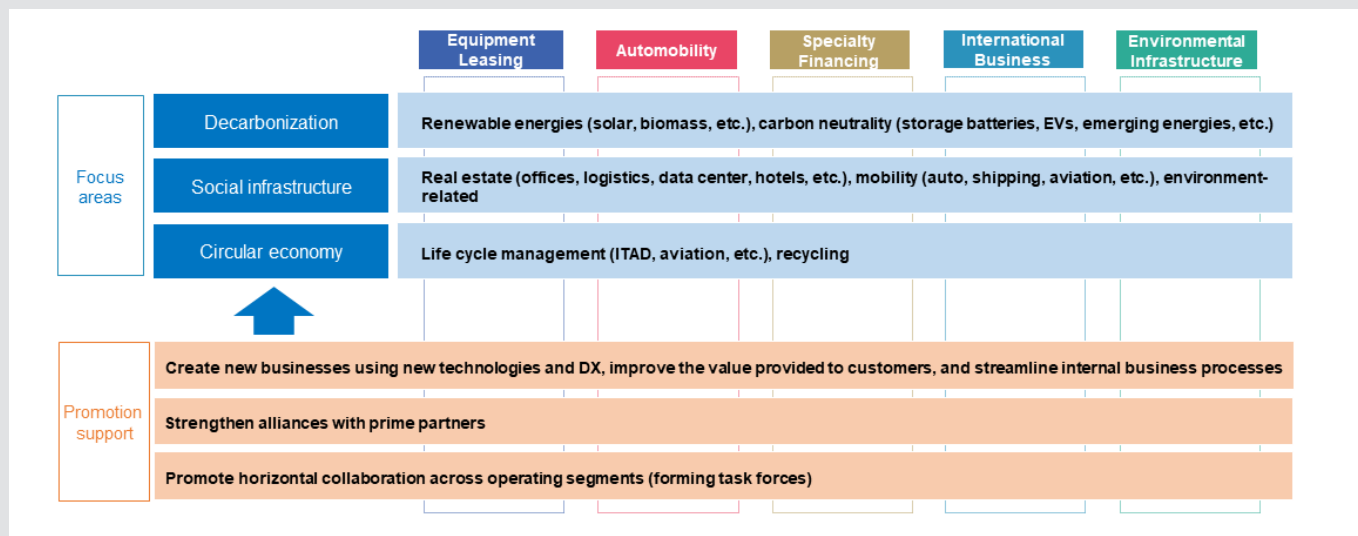 Equipment
Leasing
Automobility
Specialty
Financing
International
Business
Environmental
Infrastructure
Focus
areas
Decarbonization
Renewable energies (solar, biomass, etc.), carbon neutrality (storage batteries, EVs, emerging energies, etc.)
Social infrastructure
Real estate (offices, logistics, data center, hotels, etc.), mobility (auto, shipping, aviation, etc.), environment-
related
Circular economy
Life cycle management (ITAD, aviation, etc.), recycling
Promotion
support
Create new businesses using new technologies and DX, improve the value provided to customers, and streamline internal business processes
Strengthen alliances with prime partners
Promote horizontal collaboration across operating segments (forming task forces)